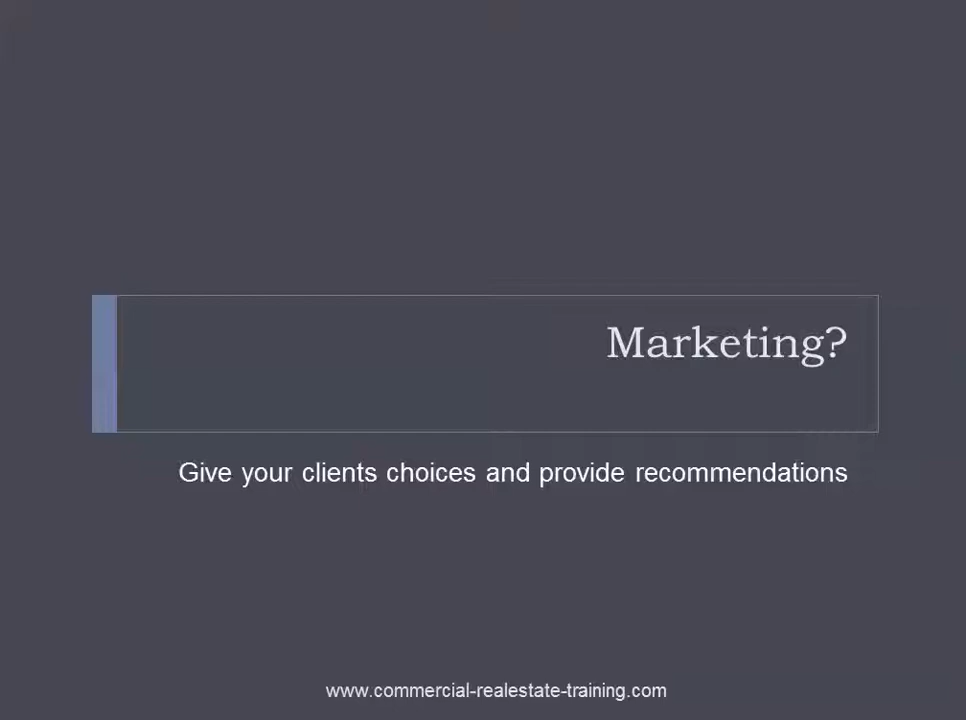 Marketing?
Give your clients choices and provide recommendations
www.commercial-realestate-training.com